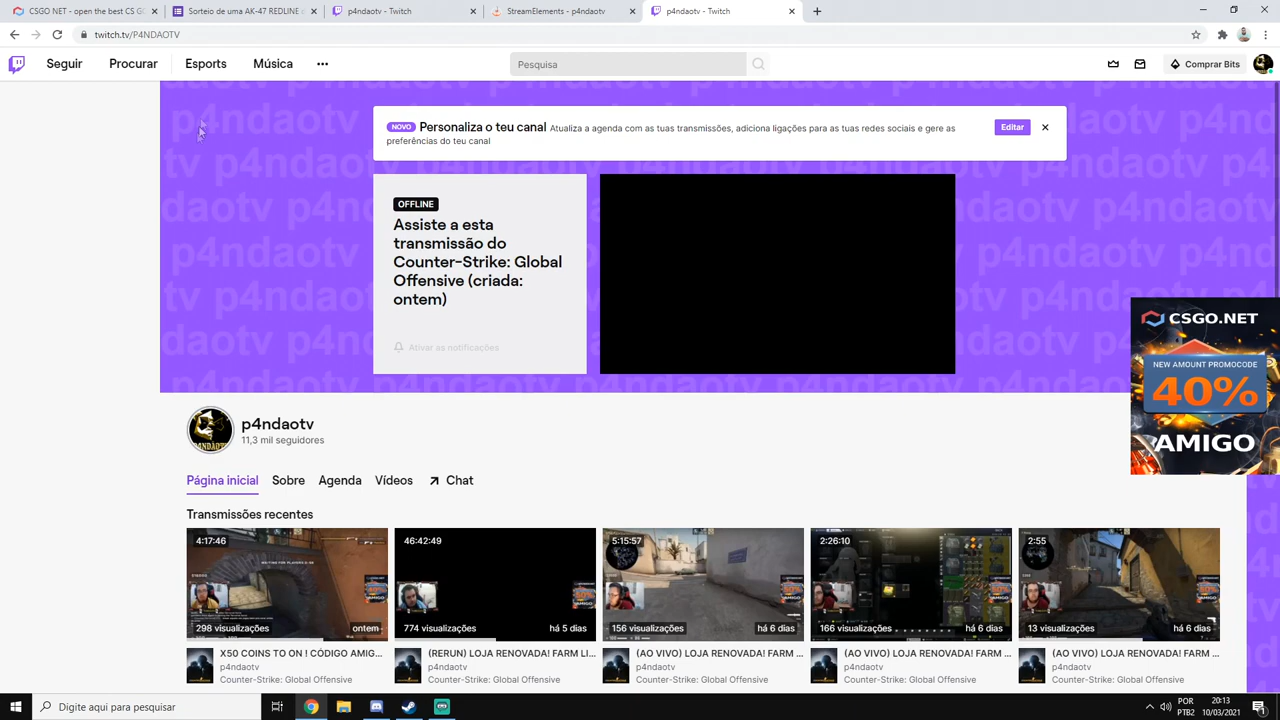 CSGO NET - open the best CS GO
Sorteio de uma AK-47 REDLINE e
p4ndaotv - Twitch
StreamElements - p4ndaotv
p4ndaotv - Twitch
twitch.tv/P4NDAOTV
Seguir
Procurar
Esports
Música
Pesquisa
Comprar Bits
NOVO Personaliza o teu canal Atualiza a agenda com as tuas transmissões, adiciona ligações para as tuas redes sociais e gere as
preferências do teu canal
Editar
OFFLINE
Assiste a esta
transmissão do
Counter-Strike: Global
Offensive (criada:
ontem)
Ativar as notificações
CSGO.NET
NEW AMOUNT PROMOCODE
40%
AMIGO
p4ndaotv
11,3 mil seguidores
Página inicial
Sobre
Agenda
Vídeos
Chat
Transmissões recentes
4:17:46
298 visualizações
ontem
46:42:49
774 visualizações
há 5 dias
5:15:57
156 visualizações
há 6 dias
2:26:10
166 visualizações
há 6 dias
2:55
13 visualizações
há 6 dias
X50 COINS TO ON ! CÓDIGO AMIG...
p4ndaotv
Counter-Strike: Global Offensive
(RERUN) LOJA RENOVADA! FARM LI...
p4ndaotv
Counter-Strike: Global Offensive
(AO VIVO) LOJA RENOVADA! FARM ...
p4ndaotv
Counter-Strike: Global Offensive
(AO VIVO) LOJA RENOVADA! FARM ...
p4ndaotv
Counter-Strike: Global Offensive
(AO VIVO) LOJA RENOVADA! FARM ...
p4ndaotv
Counter-Strike: Global Offensive
Digite aqui para pesquisar
POR
PTB2
20:13
10/03/2021